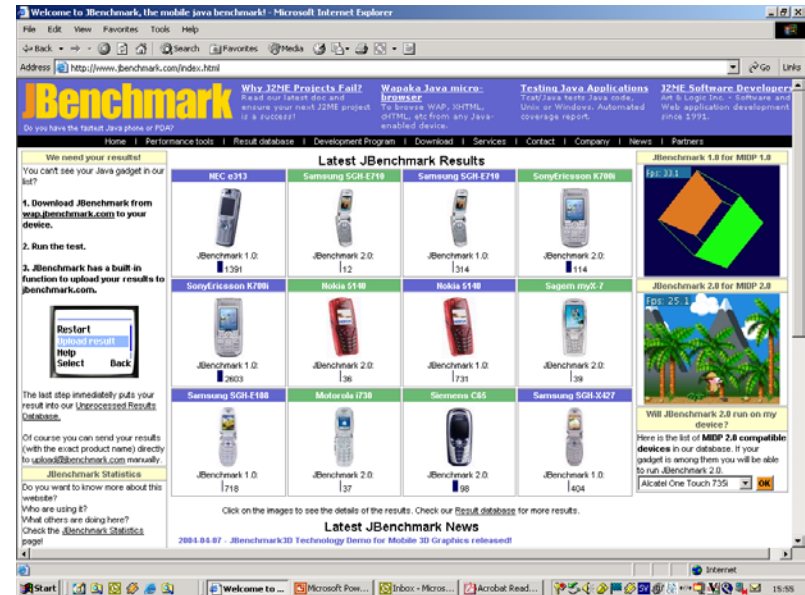 Welcome to JBenchmark, the mobile java benchmark! - Microsoft Internet Explorer
File Edit View Favorites Tools Help
Back Search Favorites Media
Address http://www.jbenchmark.com/index.html Go Links
JBenchmark
Do you have the fastest Java phone or PDA?
Why J2ME Projects Fail?
Read our latest doc and
ensure your next J2ME project
is a success!
Wapaka Java micro-
browser
To browse WAP, XHTML,
cHTML, etc from any Java-
enabled device.
Testing Java Applications
Tcat/Java tests Java code,
Unix or Windows. Automated
coverage report.
J2ME Software Developers
Art & Logic Inc. - Software and
Web application development
since 1991.
Home | Performance tools | Result database | Development Program | Download | Services | Contact | Company | News | Partners
We need your results!
You can't see your Java gadget in our
list?
1. Download JBenchmark from
wap.jbenchmark.com to your
device.
2. Run the test.
3. JBenchmark has a built-in
function to upload your results to
jbenchmark.com.
Restart
Upload result
Help
Select Back
The last step immediatelly puts your
result into our Unprocessed Results
Database.
Of course you can send your results
(with the exact product name) directly
to upload@jbenchmark.com manually.
JBenchmark Statistics
Do you want to know more about this
website?
Who are using it?
What others are doing here?
Check the JBenchmark Statistics
page!
Latest JBenchmark Results
NEC e313 Samsung SGH-E710 Samsung SGH-E710 SonyEricsson K700i
JBenchmark 1.0: JBenchmark 2.0: JBenchmark 1.0: JBenchmark 2.0:
1391 12 314 114
SonyEricsson K700i Nokia 5140 Nokia 5140 Sagem myX-7
JBenchmark 1.0: JBenchmark 2.0: JBenchmark 1.0: JBenchmark 2.0:
2603 36 731 39
Samsung SGH-E108 Motorola i730 Siemens C65 Samsung SGH-X427
JBenchmark 1.0: JBenchmark 2.0: JBenchmark 2.0: JBenchmark 1.0:
718 37 98 404
Click on the images to see the details of the results. Check our Result database for more results.
Latest JBenchmark News
2004-04-07 - JBenchmark3D Technology Demo for Mobile 3D Graphics released!
JBenchmark 1.0 for MIDP 1.0
Fps: 33.1
JBenchmark 2.0 for MIDP 2.0
Fps: 25.1
Will JBenchmark 2.0 run on my
device?
Here is the list of MIDP 2.0 compatible
devices in our database. If your
gadget is among them you will be able
to run JBenchmark 2.0.
Alcatel One Touch 735i OK
Internet
Start Welcome to ... Microsoft Pow... Inbox - Micros... Acrobat Read... 15:55